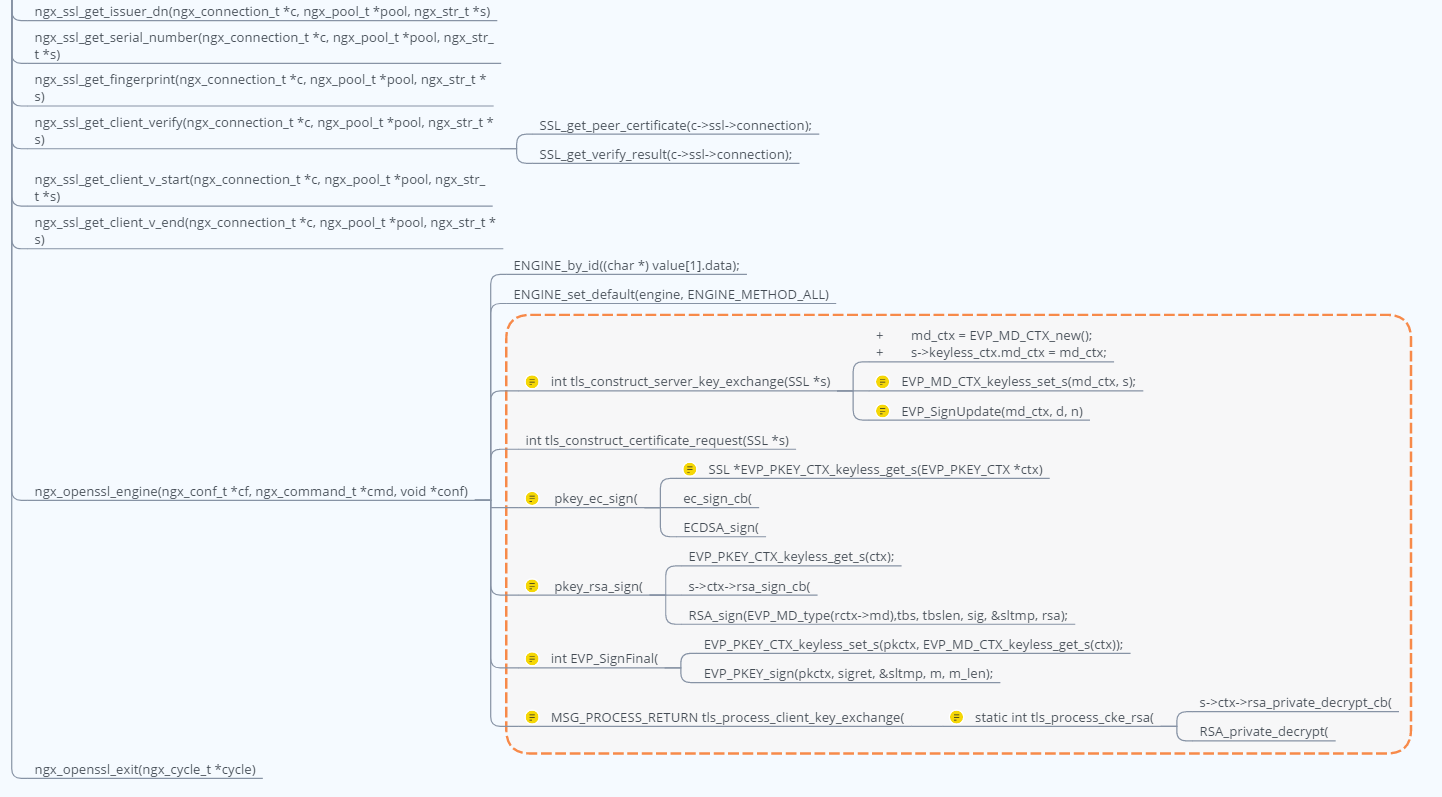 ngx_ssl_get_issuer_dn(ngx_connection_t *c, ngx_pool_t *pool, ngx_str_t *s)
ngx_ssl_get_serial_number(ngx_connection_t *c, ngx_pool_t *pool, ngx_str_
t *s)
ngx_ssl_get_fingerprint(ngx_connection_t *c, ngx_pool_t *pool, ngx_str_t *
s)
ngx_ssl_get_client_verify(ngx_connection_t *c, ngx_pool_t *pool, ngx_str_t *
s)
SSL_get_peer_certificate(c->ssl->connection);
SSL_get_verify_result(c->ssl->connection);
ngx_ssl_get_client_v_start(ngx_connection_t *c, ngx_pool_t *pool, ngx_str_
t *s)
ngx_ssl_get_client_v_end(ngx_connection_t *c, ngx_pool_t *pool, ngx_str_t *
s)
ngx_openssl_engine(ngx_conf_t *cf, ngx_command_t *cmd, void *conf)
ENGINE_by_id((char *) value[1].data);
ENGINE_set_default(engine, ENGINE_METHOD_ALL)
int tls_construct_server_key_exchange(SSL *s)
+ md_ctx = EVP_MD_CTX_new();
+ s->keyless_ctx.md_ctx = md_ctx;
EVP_MD_CTX_keyless_set_s(md_ctx, s);
EVP_SignUpdate(md_ctx, d, n)
int tls_construct_certificate_request(SSL *s)
pkey_ec_sign(
SSL *EVP_PKEY_CTX_keyless_get_s(EVP_PKEY_CTX *ctx)
ec_sign_cb(
ECDSA_sign(
pkey_rsa_sign(
EVP_PKEY_CTX_keyless_get_s(ctx);
s->ctx->rsa_sign_cb(
RSA_sign(EVP_MD_type(rctx->md),tbs, tbslen, sig, &sltmp, rsa);
int EVP_SignFinal(
EVP_PKEY_CTX_keyless_set_s(pkctx, EVP_MD_CTX_keyless_get_s(ctx));
EVP_PKEY_sign(pkctx, sigret, &sltmp, m, m_len);
MSG_PROCESS_RETURN tls_process_client_key_exchange(
static int tls_process_cke_rsa(
s->ctx->rsa_private_decrypt_cb(
RSA_private_decrypt(
ngx_openssl_exit(ngx_cycle_t *cycle)